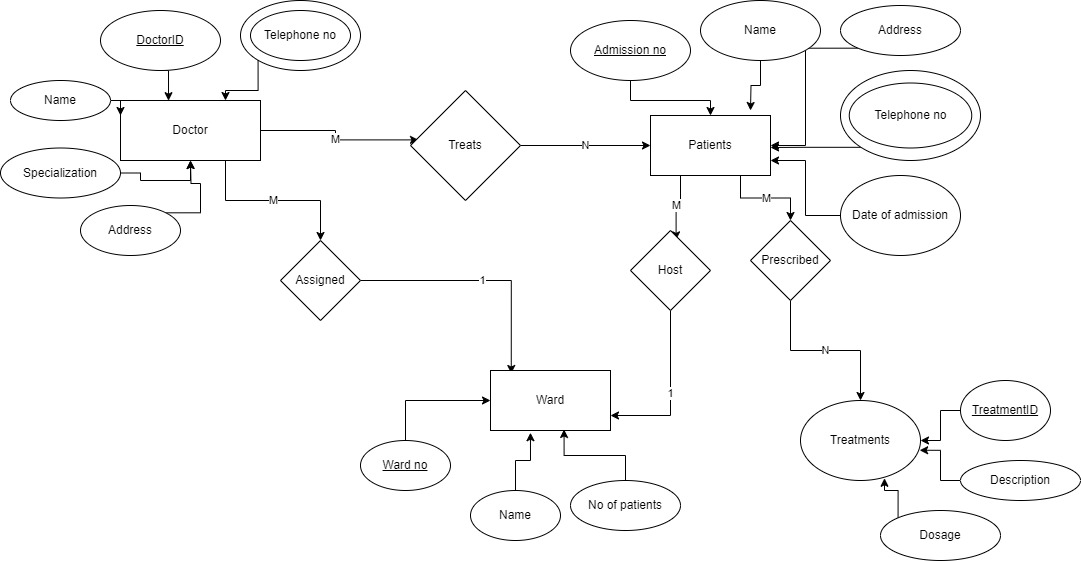 DoctorID
Telephone no
Name
Doctor
Specialization
Address
M
Treats
N
Admission no
Name
Address
Patients
Telephone no
Date of admission
M
Assigned
1
M
Host
1
M
Prescribed
N
Ward
Ward no
Name
No of patients
Treatments
TreatmentID
Description
Dosage